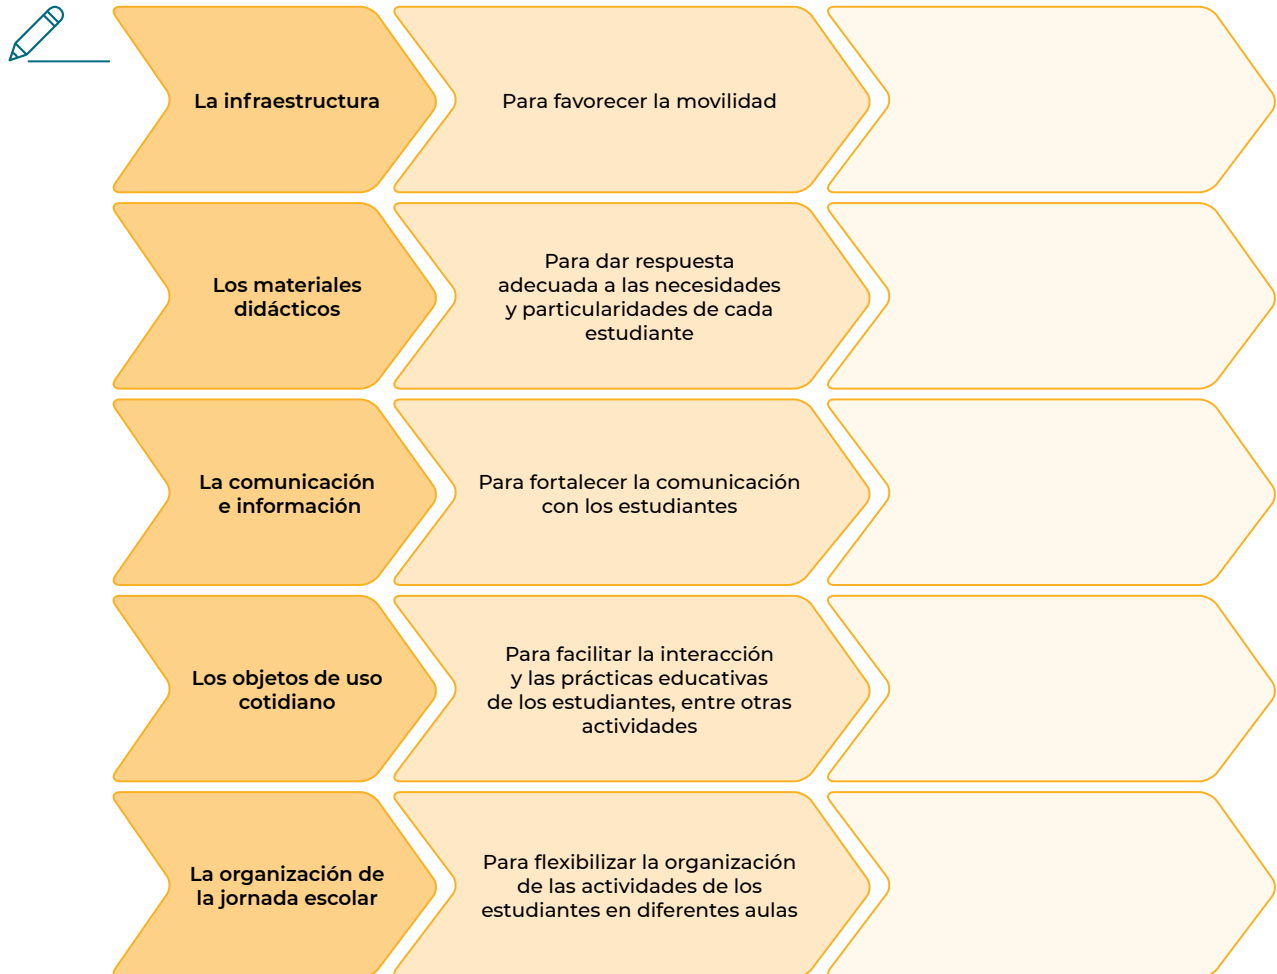 La infraestructura
Para favorecer la movilidad
Los materiales
didácticos
Para dar respuesta
adecuada a las necesidades
y particularidades de cada
estudiante
La comunicación
e información
Para fortalecer la comunicación
con los estudiantes
Los objetos de uso
cotidiano
Para facilitar la interacción
y las prácticas educativas
de los estudiantes, entre otras
actividades
La organización de
la jornada escolar
Para flexibilizar la organización
de las actividades de los
estudiantes en diferentes aulas